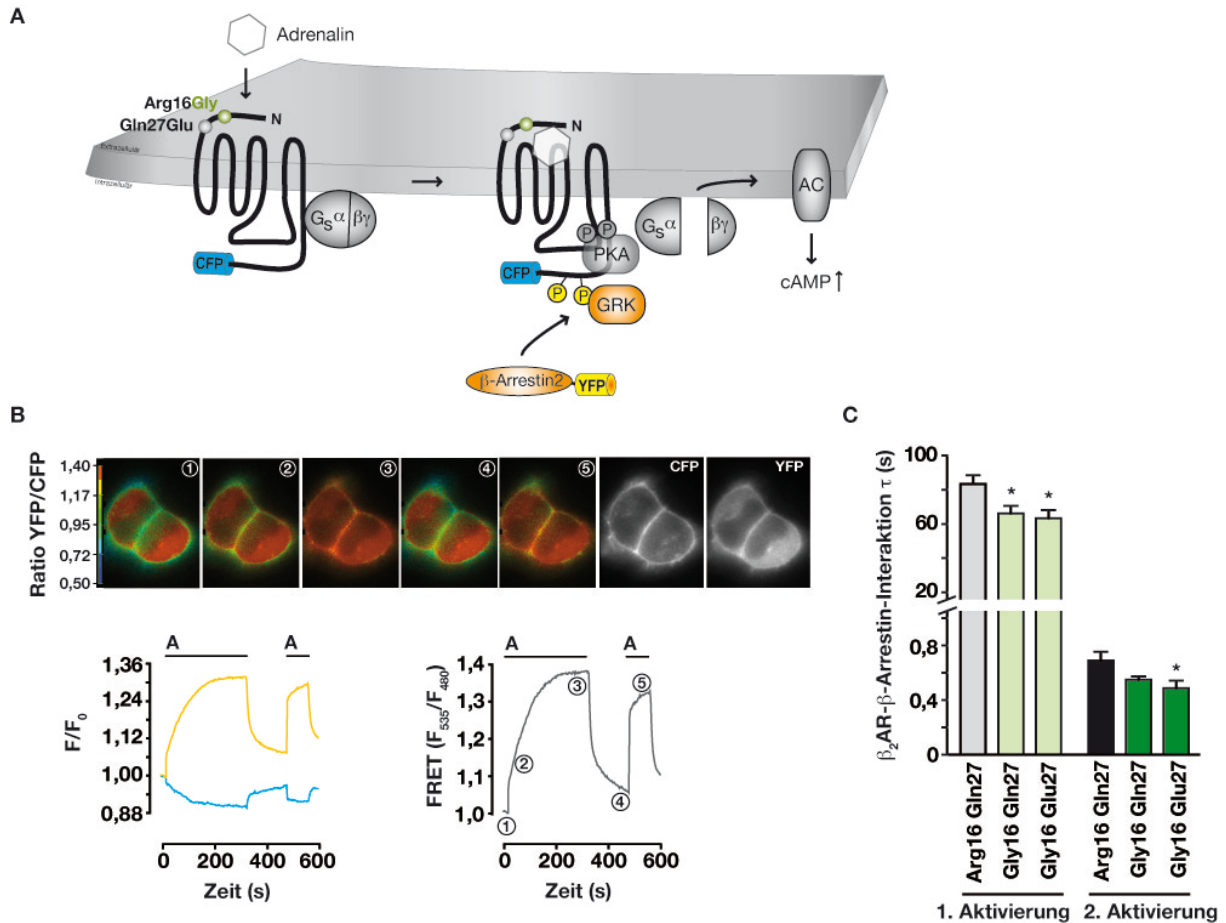 A
Adrenalin
Arg16Gly
Gln27Glu
N
Extrazellulär
Intrazellulär
Gsα
βγ
CFP
N
P
P
PKA
CFP
P
P
GRK
β-Arrestin2
YFP
Gsα
βγ
AC
cAMP↑
B
Ratio YFP/CFP
1,40
1,17
0,95
0,72
0,50
①
②
③
④
⑤
CFP
YFP
A
A
F/F0
1,36
1,24
1,12
1,00
0,88
0
200
400
600
Zeit (s)
A
A
FRET (F535/F480)
1,4
1,3
1,2
1,1
1,0
①
②
③
④
⑤
0
200
400
600
Zeit (s)
C
β2AR-β-Arrestin-Interaktion τ (s)
100
60
20
0,8
0,4
0
*
*
*
Arg16 Gln27
Gly16 Gln27
Gly16 Glu27
Arg16 Gln27
Gly16 Gln27
Gly16 Glu27
1. Aktivierung
2. Aktivierung